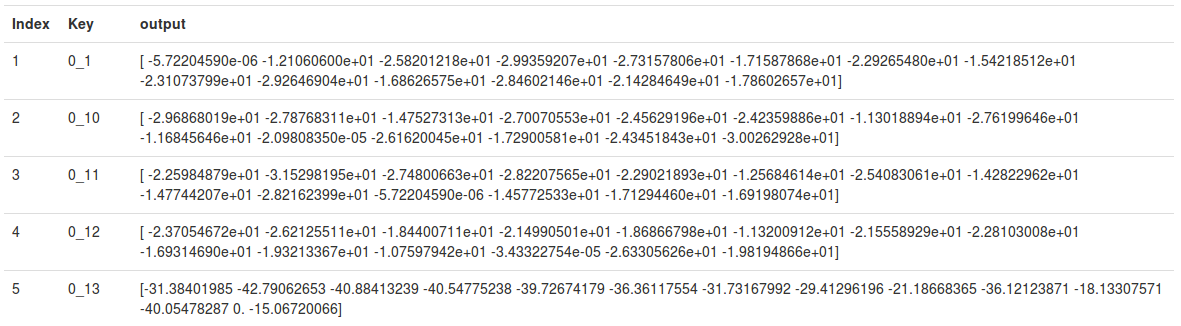 Index Key output
1 0_1 [ -5.72204590e-06 -1.21060600e+01 -2.58201218e+01 -2.99359207e+01 -2.73157806e+01 -1.71587868e+01 -2.29265480e+01 -1.54218512e+01
-2.31073799e+01 -2.92646904e+01 -1.68626575e+01 -2.84602146e+01 -2.14284649e+01 -1.78602657e+01]
2 0_10 [ -2.96868019e+01 -2.78768311e+01 -1.47527313e+01 -2.70070553e+01 -2.45629196e+01 -2.42359886e+01 -1.13018894e+01 -2.76199646e+01
-1.16845646e+01 -2.09808350e-05 -2.61620045e+01 -1.72900581e+01 -2.43451843e+01 -3.00262928e+01]
3 0_11 [ -2.25984879e+01 -3.15298195e+01 -2.74800663e+01 -2.82207565e+01 -2.29021893e+01 -1.25684614e+01 -2.54083061e+01 -1.42822962e+01
-1.47744207e+01 -2.82162399e+01 -5.72204590e-06 -1.45772533e+01 -1.71294460e+01 -1.69198074e+01]
4 0_12 [ -2.37054672e+01 -2.62125511e+01 -1.84400711e+01 -2.14990501e+01 -1.86866798e+01 -1.13200912e+01 -2.15558929e+01 -2.28103008e+01
-1.69314690e+01 -1.93213367e+01 -1.07597942e+01 -3.43322754e-05 -2.63305626e+01 -1.98194866e+01]
5 0_13 [-31.38401985 -42.79062653 -40.88413239 -40.54775238 -39.72674179 -36.36117554 -31.73167992 -29.41296196 -21.18668365 -36.12123871 -18.13307571
-40.05478287 0. -15.06720066]